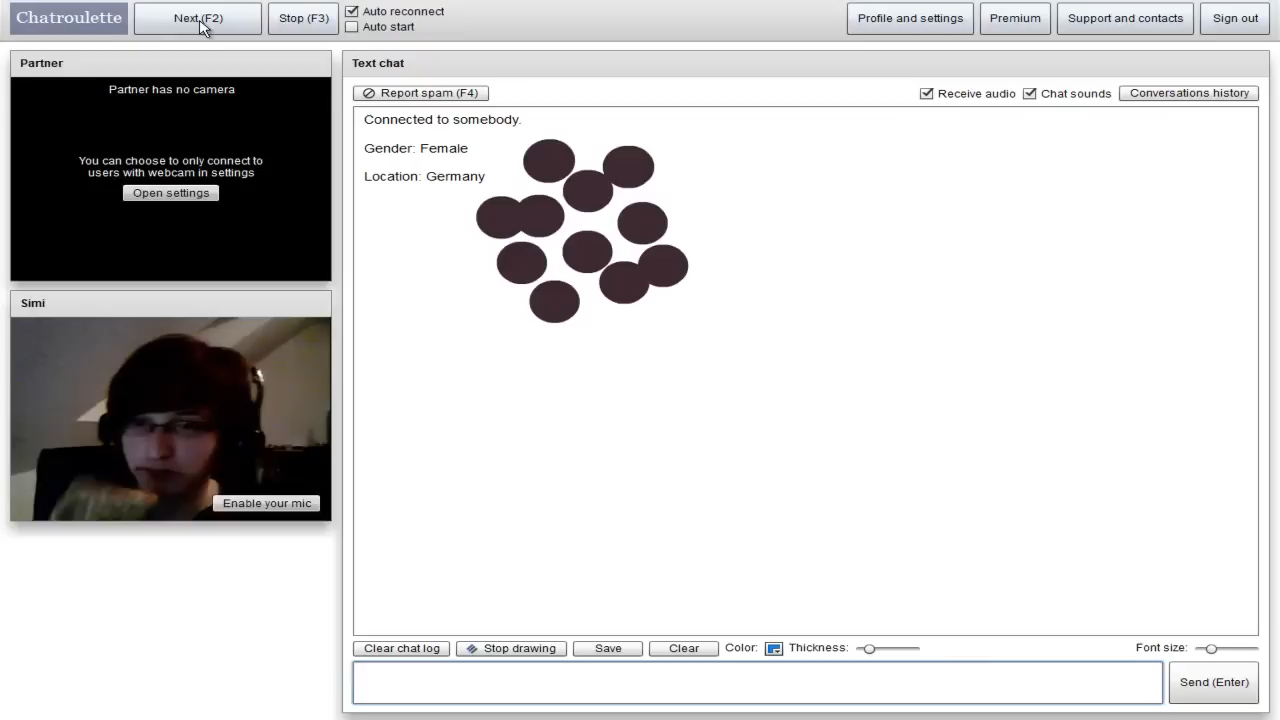 Chatroulette
Next (F2)
Stop (F3)
Auto reconnect
Auto start
Profile and settings
Premium
Support and contacts
Sign out
Partner
Partner has no camera
You can choose to only connect to
users with webcam in settings
Open settings
Simi
Enable your mic
Text chat
Report spam (F4)
Receive audio
Chat sounds
Conversations history
Connected to somebody.
Gender: Female
Location: Germany
Clear chat log
Stop drawing
Save
Clear
Color:
Thickness:
Font size:
Send (Enter)